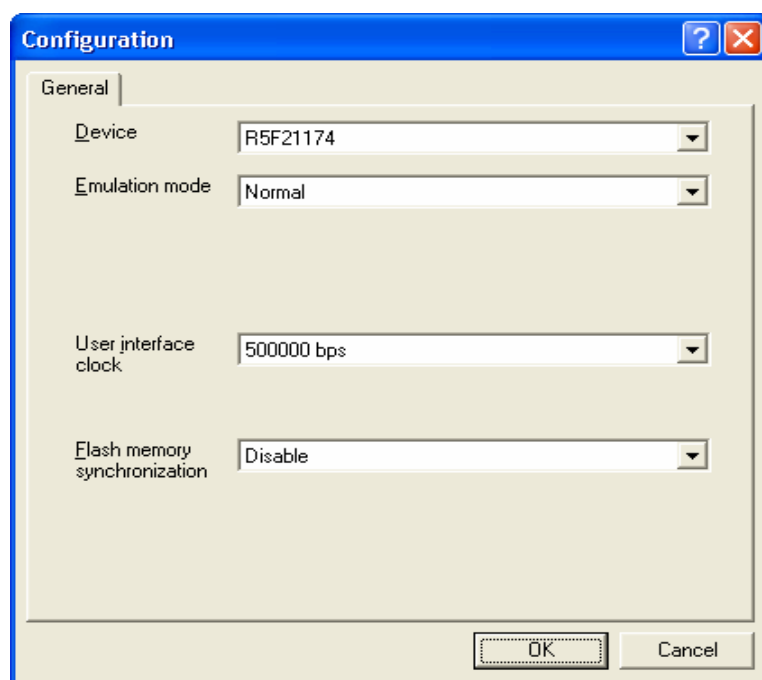 Configuration
General
Device
R5F21174
Emulation mode
Normal
User interface
clock
500000 bps
Flash memory
synchronization
Disable
OK
Cancel